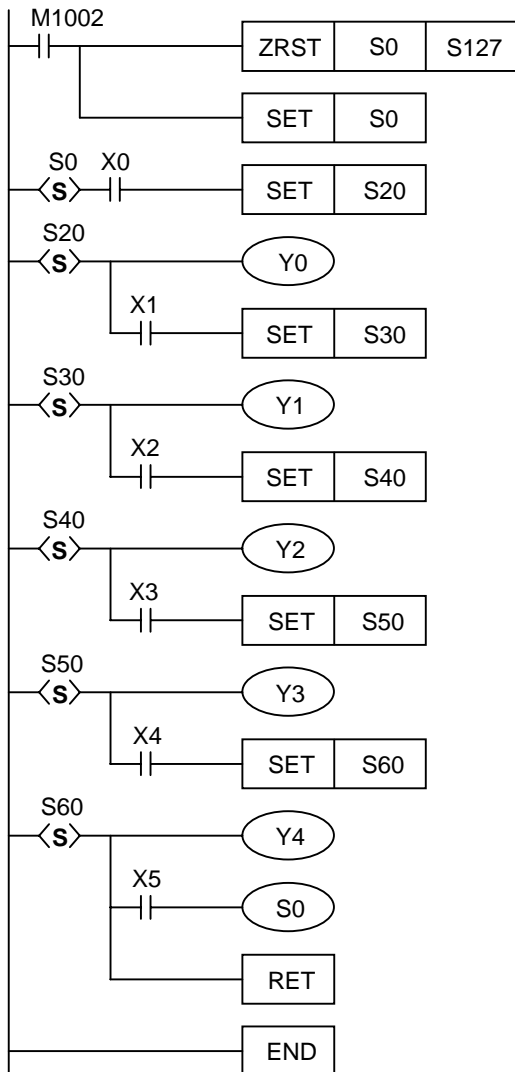 M1002
ZRST S0 S127
SET S0
S0 X0
S SET S20
S20
S Y0
X1
SET S30
S30
S Y1
X2
SET S40
S40
S Y2
X3
SET S50
S50
S Y3
X4
SET S60
S60
S Y4
X5
S0
RET
END